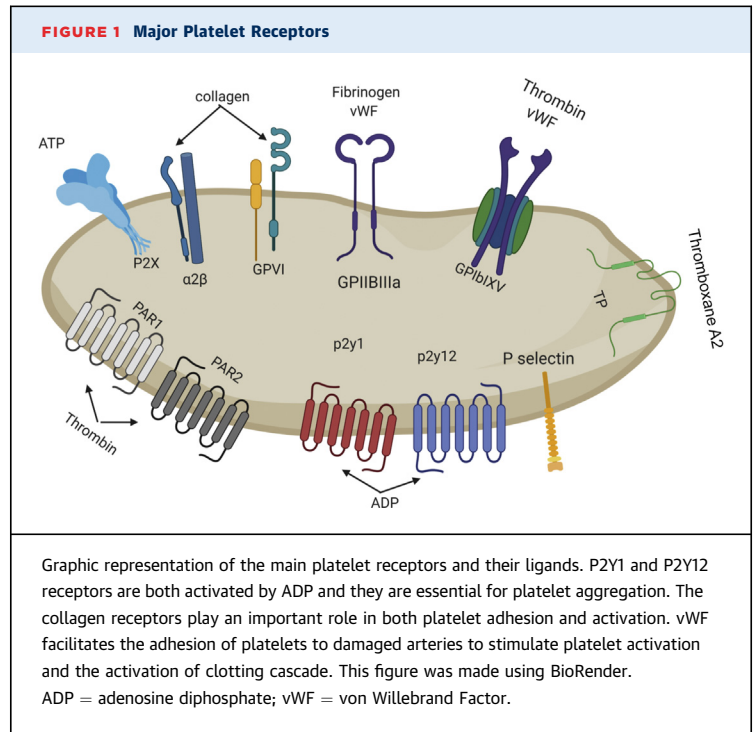 FIGURE 1 Major Platelet Receptors
collagen
Fibrinogen
vWF
Thrombin
vWF
ATP
P2X
α2β
GPVI
GPIIBIIIa
GPIbIXV
TP
Thromboxane A2
PAR1
PAR2
p2y1
p2y12
P selectin
Thrombin
ADP
Graphic representation of the main platelet receptors and their ligands. P2Y1 and P2Y12
receptors are both activated by ADP and they are essential for platelet aggregation. The
collagen receptors play an important role in both platelet adhesion and activation. vWF
facilitates the adhesion of platelets to damaged arteries to stimulate platelet activation
and the activation of clotting cascade. This figure was made using BioRender.
ADP = adenosine diphosphate; vWF = von Willebrand Factor.